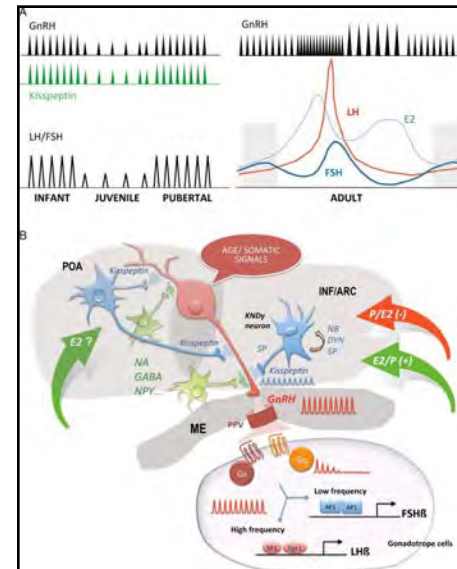 A
GnRH
Kisspeptin
LH/FSH
INFANT JUVENILE PUBERTAL
GnRH
LH
E2
FSH
ADULT
B
POA
Kisspeptin
AGE/ SOMATIC
SIGNALS
INF/ARC
KNDy
neuron
NB
DYN
SP
SP
Kisspeptin
Kisspeptin
P/E2 (-)
E2/P (+)
E2 ?
NA
GABA
NPY...
GnRH
ME
PPV
Gs
Gq
Low frequency
AP1 AP1
FSHß
High frequency
Gonadotrope cells
SF1 Egr1
LHß